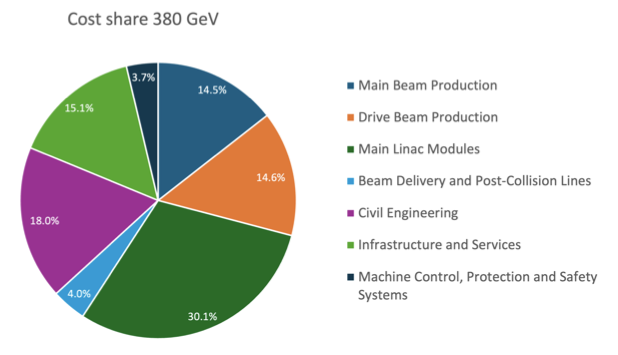 Cost share 380 GeV
3.7%
14.5%
15.1%
14.6%
18.0%
4.0%
30.1%
Main Beam Production
Drive Beam Production
Main Linac Modules
Beam Delivery and Post-Collision Lines
Civil Engineering
Infrastructure and Services
Machine Control, Protection and Safety
Systems